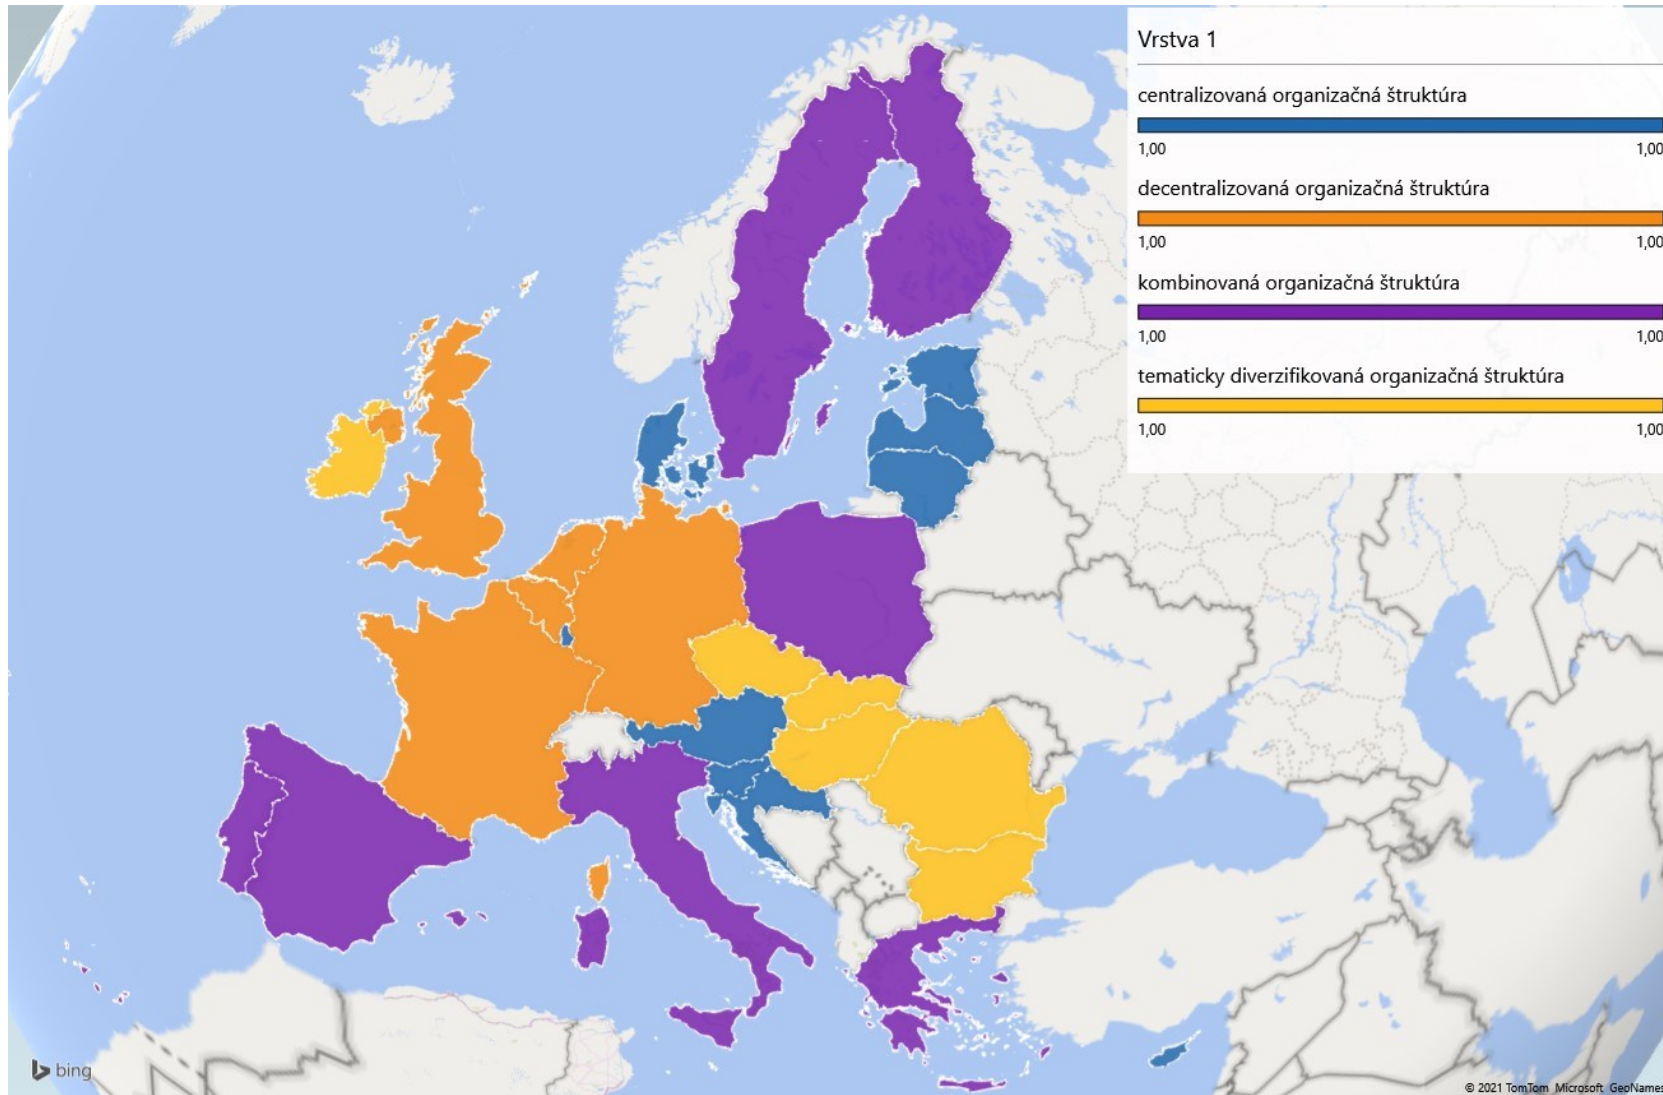 Vrstva 1
centralizovaná organizačná štruktúra
1,00 1,00
decentralizovaná organizačná štruktúra
1,00 1,00
kombinovaná organizačná štruktúra
1,00 1,00
tematicky diverzifikovaná organizačná štruktúra
1,00 1,00
bing
© 2021 TomTom Microsoft GeoNames